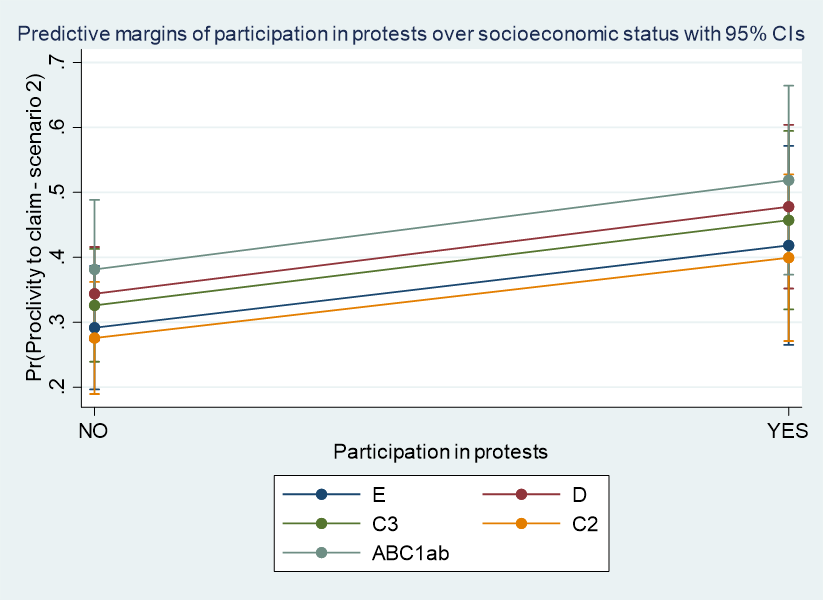 Predictive margins of participation in protests over socioeconomic status with 95% CIs
Pr(Proclivity to claim - scenario 2)
.7
.6
.5
.4
.3
.2
NO YES
Participation in protests
E D
C3 C2
ABC1ab